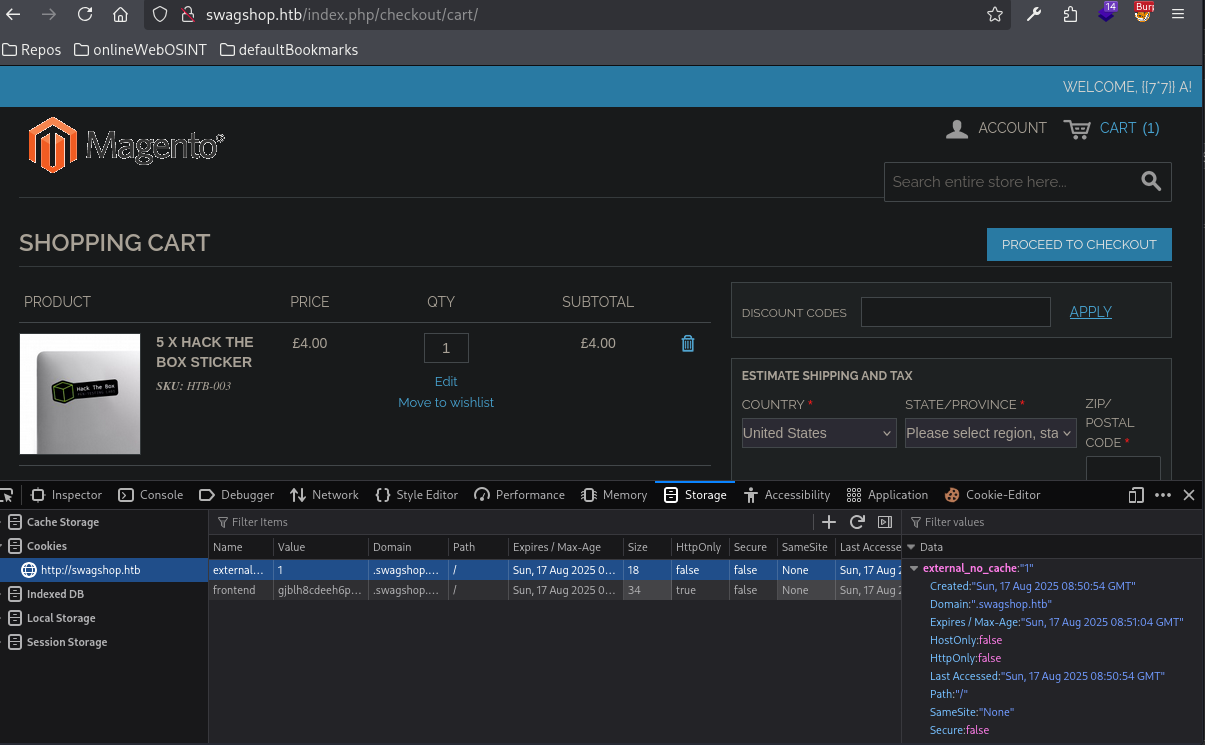 swagshop.htb/index.php/checkout/cart/
14
Burp
Repos onlineWebOSINT defaultBookmarks
WELCOME, {{7*7}} A!
Magento
ACCOUNT CART (1)
Search entire store here...
SHOPPING CART
PROCEED TO CHECKOUT
PRODUCT PRICE QTY SUBTOTAL
DISCOUNT CODES APPLY
Hack The Box
5 X HACK THE
BOX STICKER
SKU: HTB-003
£4.00 1 £4.00
Edit
Move to wishlist
ESTIMATE SHIPPING AND TAX
COUNTRY * STATE/PROVINCE * ZIP/
POSTAL
CODE *
United States Please select region, sta
Inspector Console Debugger Network Style Editor Performance Memory Storage Accessibility Application Cookie-Editor
Cache Storage
Cookies
http://swagshop.htb
Indexed DB
Local Storage
Session Storage
Filter Items
Name Value Domain Path Expires / Max-Age Size HttpOnly Secure SameSite Last Accesse
external... 1 .swagshop.... / Sun, 17 Aug 2025 0... 18 false false None Sun, 17 Aug 2
frontend gjblh8cdeeh6p... .swagshop.... / Sun, 17 Aug 2025 0... 34 true false None Sun, 17 Aug 2
Filter values
Data
external_no_cache:"1"
Created:"Sun, 17 Aug 2025 08:50:54 GMT"
Domain:".swagshop.htb"
Expires / Max-Age:"Sun, 17 Aug 2025 08:51:04 GMT"
HostOnly:false
HttpOnly:false
Last Accessed:"Sun, 17 Aug 2025 08:50:54 GMT"
Path:"/"
SameSite:"None"
Secure:false